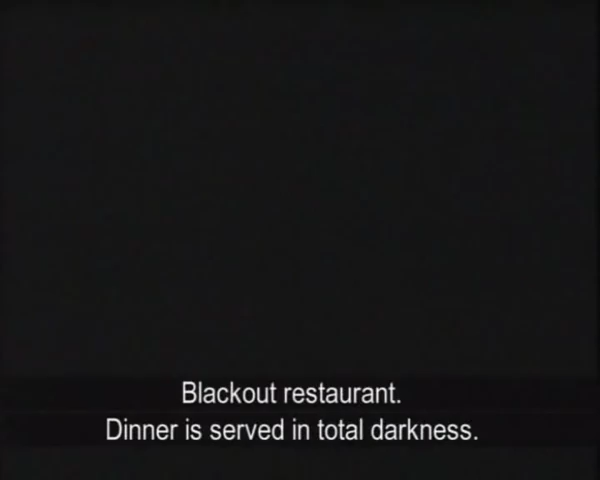 Blackout restaurant.
Dinner is served in total darkness.